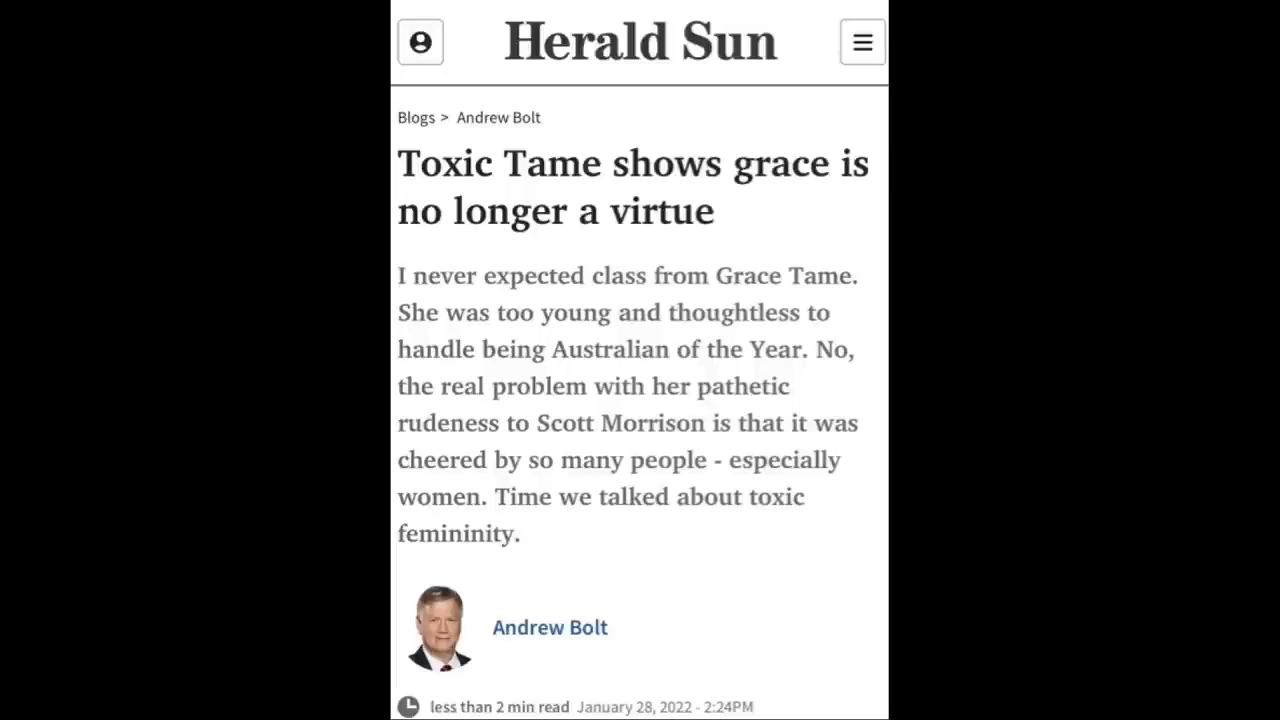 Herald Sun
Blogs > Andrew Bolt
Toxic Tame shows grace is
no longer a virtue
I never expected class from Grace Tame.
She was too young and thoughtless to
handle being Australian of the Year. No,
the real problem with her pathetic
rudeness to Scott Morrison is that it was
cheered by so many people - especially
women. Time we talked about toxic
femininity.
Andrew Bolt
less than 2 min read January 28, 2022 - 2:24PM